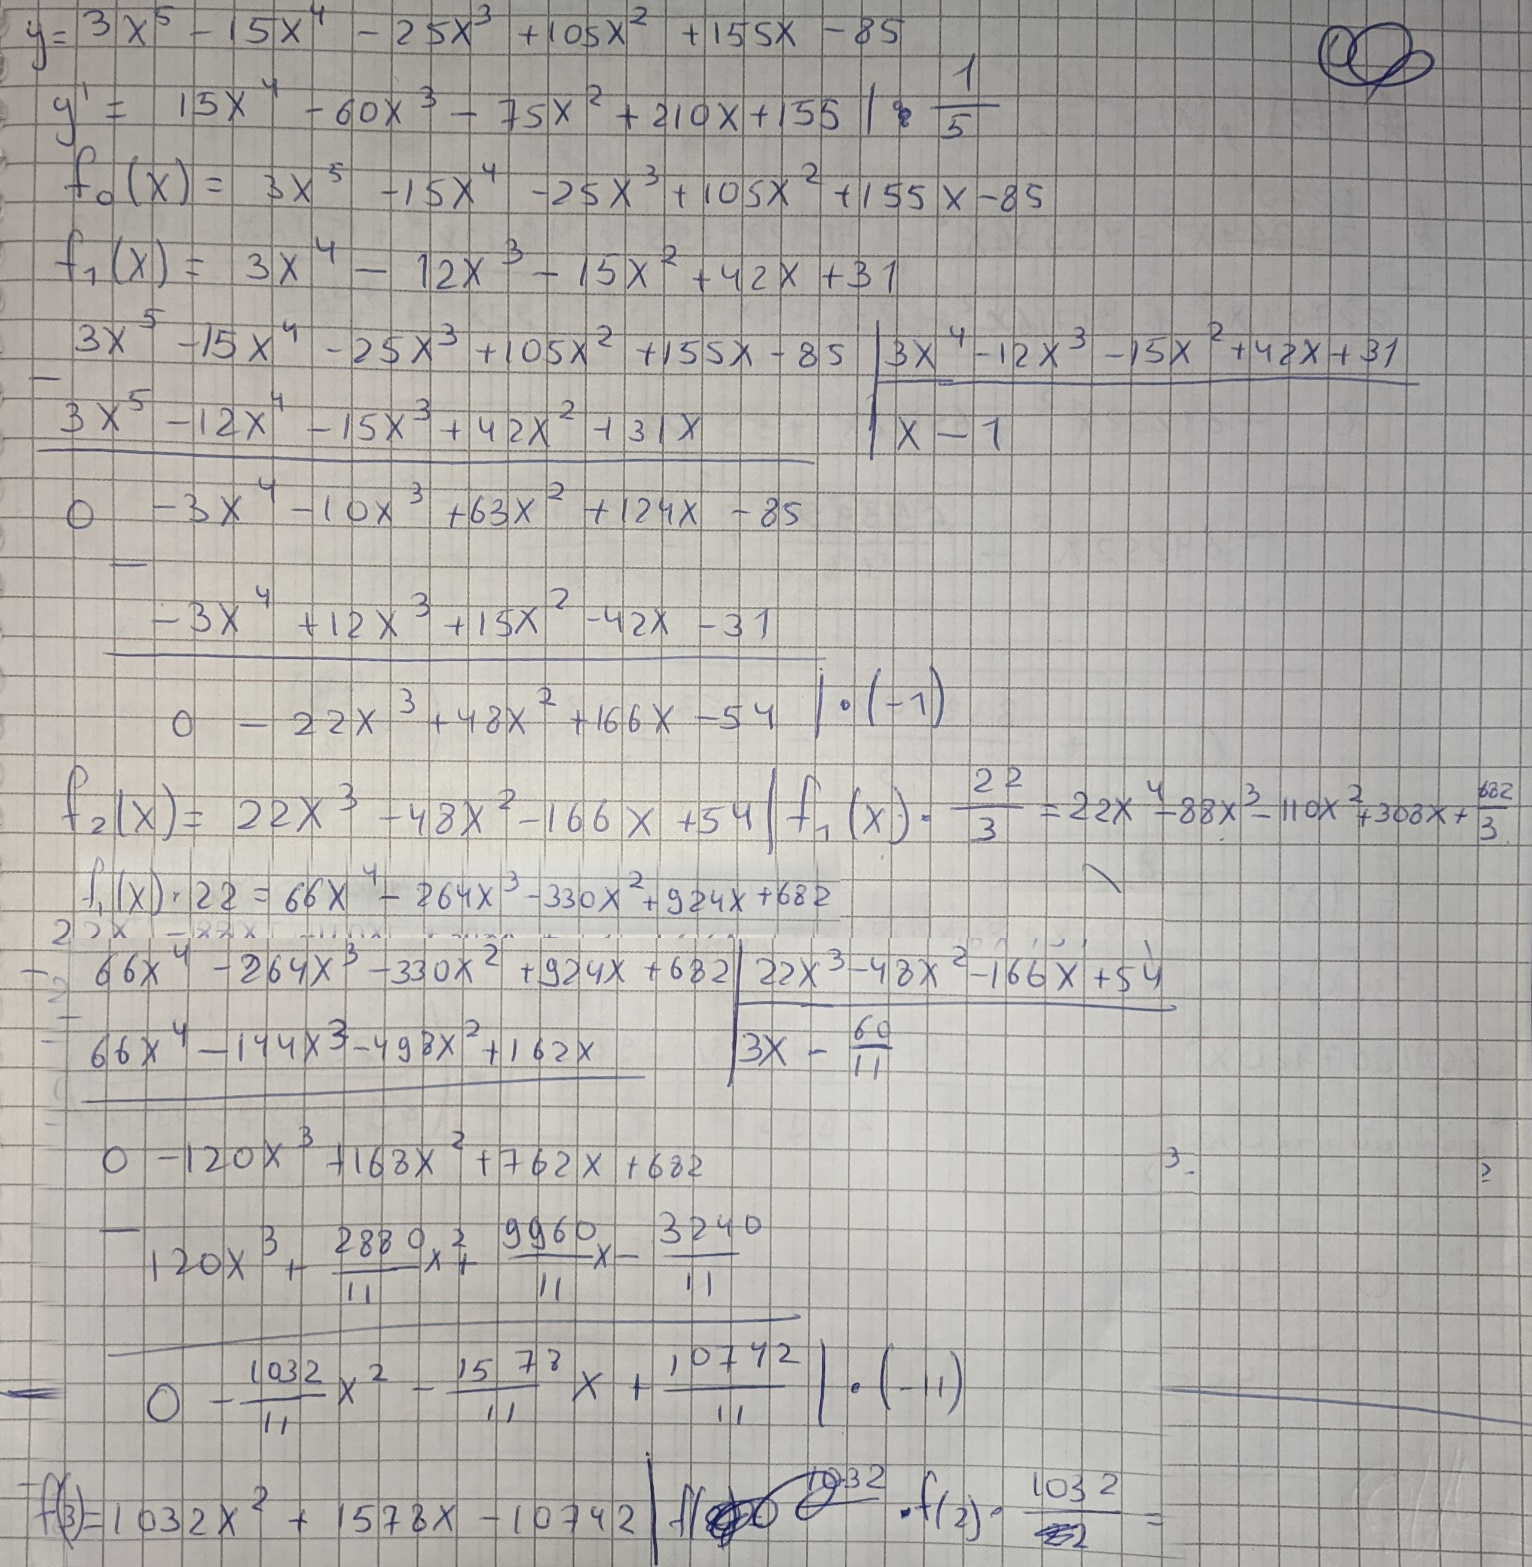 y = 3x⁵ - 15x⁴ - 25x³ + 105x² + 155x - 85
y' = 15x⁴ - 60x³ - 75x² + 210x + 155 | · 1/5
f₀(x) = 3x⁵ - 15x⁴ - 25x³ + 105x² + 155x - 85
f₁(x) = 3x⁴ - 12x³ - 15x² + 42x + 31
3x⁵ - 15x⁴ - 25x³ + 105x² + 155x - 85 | 3x⁴ - 12x³ - 15x² + 42x + 31
- 3x⁵ - 12x⁴ - 15x³ + 42x² + 31x | x - 1
0 - 3x⁴ - 10x³ + 63x² + 124x - 85
- - 3x⁴ + 12x³ + 15x² - 42x - 31
0 - 22x³ + 48x² + 166x - 54 | · (-1)
f₂(x) = 22x³ - 48x² - 166x + 54 | f₁(x) · 22/3 = 22x⁴ - 88x³ - 110x² + 308x + 682/3
f₁(x) · 22 = 66x⁴ - 264x³ - 330x² + 924x + 682
- 66x⁴ - 264x³ - 330x² + 924x + 682 | 22x³ - 48x² - 166x + 54
66x⁴ - 144x³ - 498x² + 162x | 3x - 60/11
0 - 120x³ + 168x² + 762x + 682
- 120x³ + 2880/11 x² + 9960/11 x - 3240/11
0 - 1032/11 x² - 1578/11 x + 10742/11 | · (-11)
f(3) = 1032x² + 1578x - 10742 | 1032 · f(2) · 1032/22 =